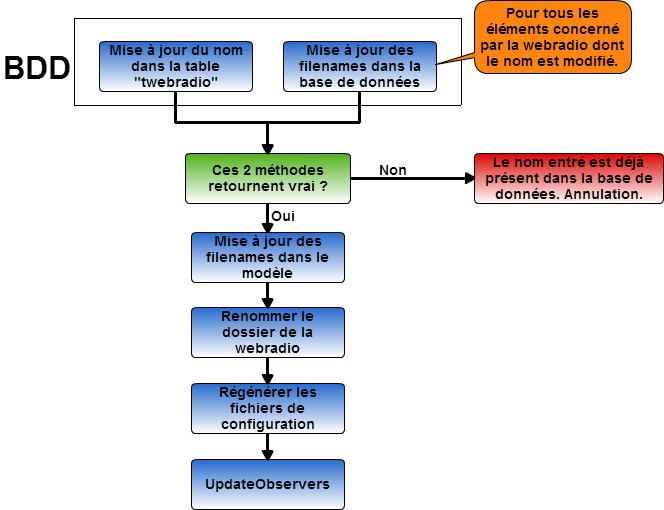 BDD
Mise à jour du nom
dans la table
"twebradio"
Mise à jour des
filenames dans la
base de données
Pour tous les
éléments concerné
par la webradio dont
le nom est modifié.
Ces 2 méthodes
retournent vrai ?
Non
Le nom entré est déjà
présent dans la base de
données. Annulation.
Oui
Mise à jour des
filenames dans le
modèle
Renommer le
dossier de la
webradio
Régénérer les
fichiers de
configuration
UpdateObservers